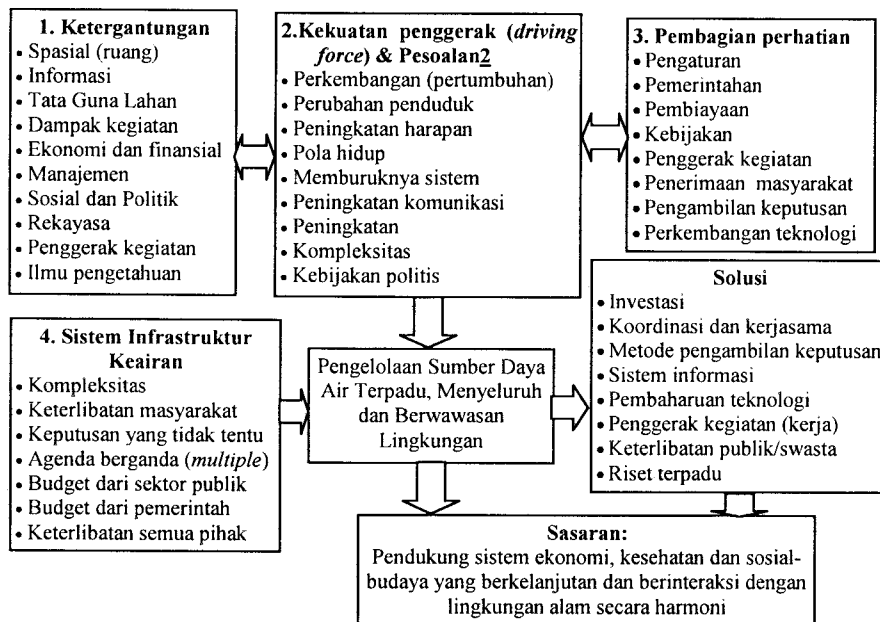 1. Ketergantungan
• Spasial (ruang)
• Informasi
• Tata Guna Lahan
• Dampak kegiatan
• Ekonomi dan finansial
• Manajemen
• Sosial dan Politik
• Rekayasa
• Penggerak kegiatan
• Ilmu pengetahuan
2.Kekuatan penggerak (driving
force) & Pesoalan2
• Perkembangan (pertumbuhan)
• Perubahan penduduk
• Peningkatan harapan
• Pola hidup
• Memburuknya sistem
• Peningkatan komunikasi
• Peningkatan
• Kompleksitas
• Kebijakan politis
3. Pembagian perhatian
• Pengaturan
• Pemerintahan
• Pembiayaan
• Kebijakan
• Penggerak kegiatan
• Penerimaan masyarakat
• Pengambilan keputusan
• Perkembangan teknologi
4. Sistem Infrastruktur
Keairan
• Kompleksitas
• Keterlibatan masyarakat
• Keputusan yang tidak tentu
• Agenda berganda (multiple)
• Budget dari sektor publik
• Budget dari pemerintah
• Keterlibatan semua pihak
Pengelolaan Sumber Daya
Air Terpadu, Menyeluruh
dan Berwawasan
Lingkungan
Solusi
• Investasi
• Koordinasi dan kerjasama
• Metode pengambilan keputusan
• Sistem informasi
• Pembaharuan teknologi
• Penggerak kegiatan (kerja)
• Keterlibatan publik/swasta
• Riset terpadu
Sasaran:
Pendukung sistem ekonomi, kesehatan dan sosial-
budaya yang berkelanjutan dan berinteraksi dengan
lingkungan alam secara harmoni